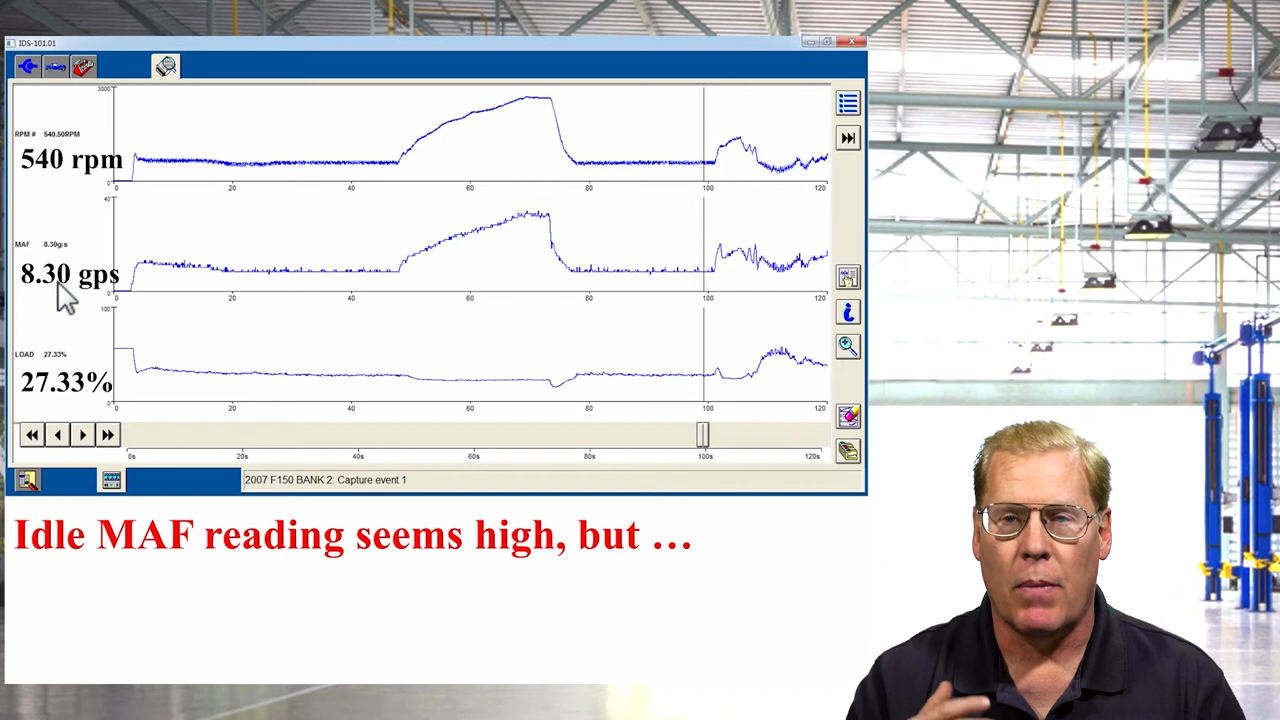 IDS-101.01
3000
RPM # 540.50RPM
540 rpm
0
0 20 40 60 80 100 120
40
MAF 8.30g/s
8.30 gps
0
0 20 40 60 80 100 120
100
LOAD 27.33%
27.33%
0
0 20 40 60 80 100 120
0s 20s 40s 60s 80s 100s 120s
2007 F150 BANK 2: Capture event 1
Idle MAF reading seems high, but …